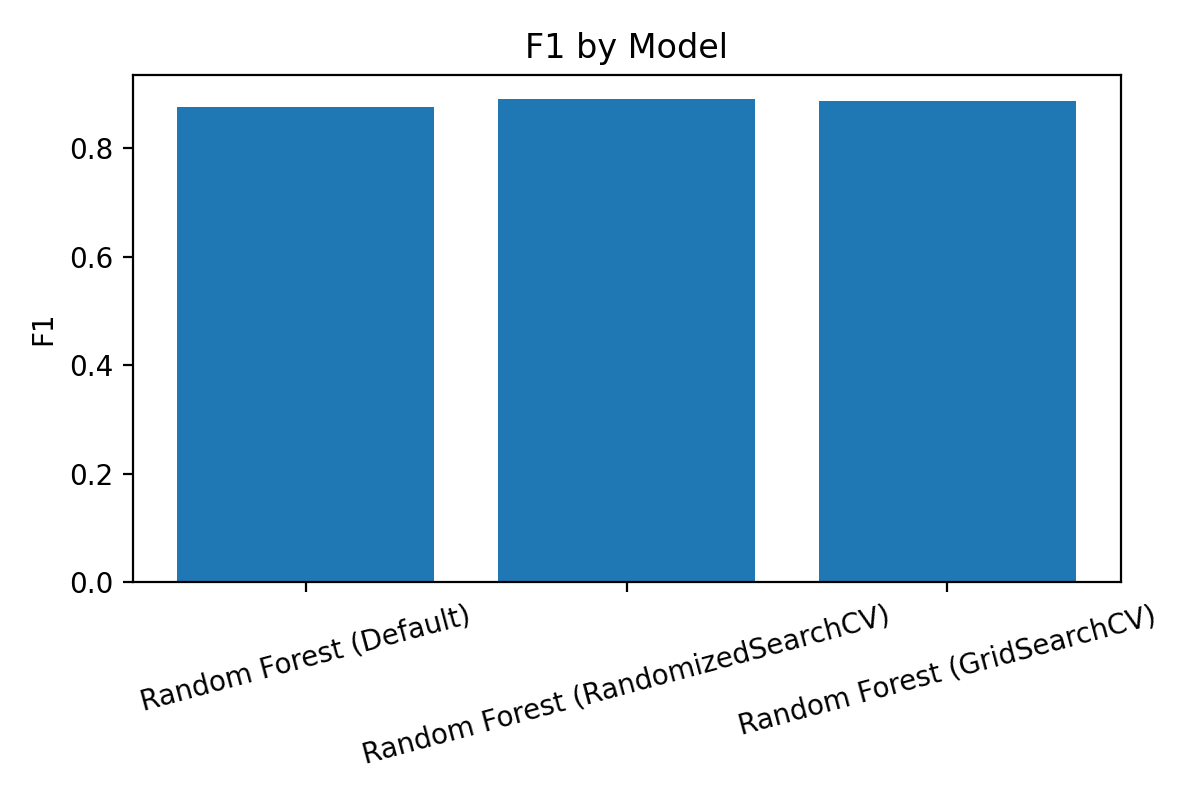 F1 by Model
F1
0.8
0.6
0.4
0.2
0.0
Random Forest (Default)
Random Forest (RandomizedSearchCV)
Random Forest (GridSearchCV)